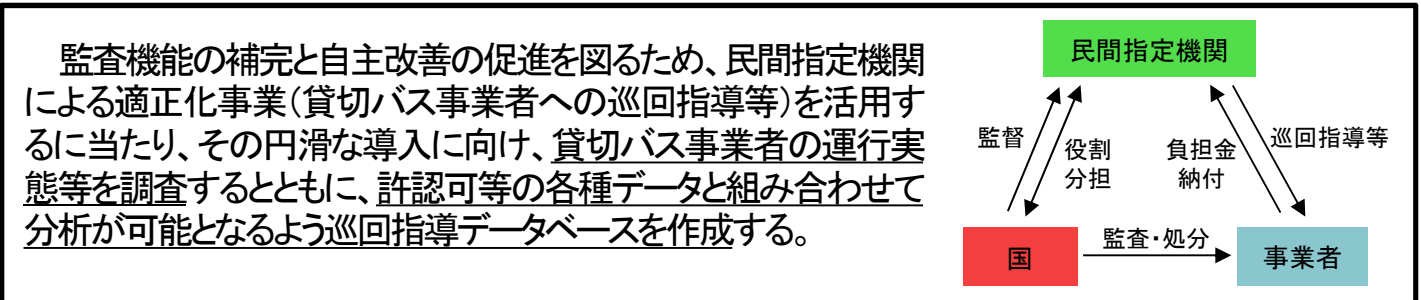 監査機能の補完と自主改善の促進を図るため、民間指定機関
による適正化事業(貸切バス事業者への巡回指導等)を活用す
るに当たり、その円滑な導入に向け、貸切バス事業者の運行実
態等を調査するとともに、許認可等の各種データと組み合わせて
分析が可能となるよう巡回指導データベースを作成する。
民間指定機関
監督
役割
分担
負担金
納付
巡回指導等
国
監査・処分
事業者